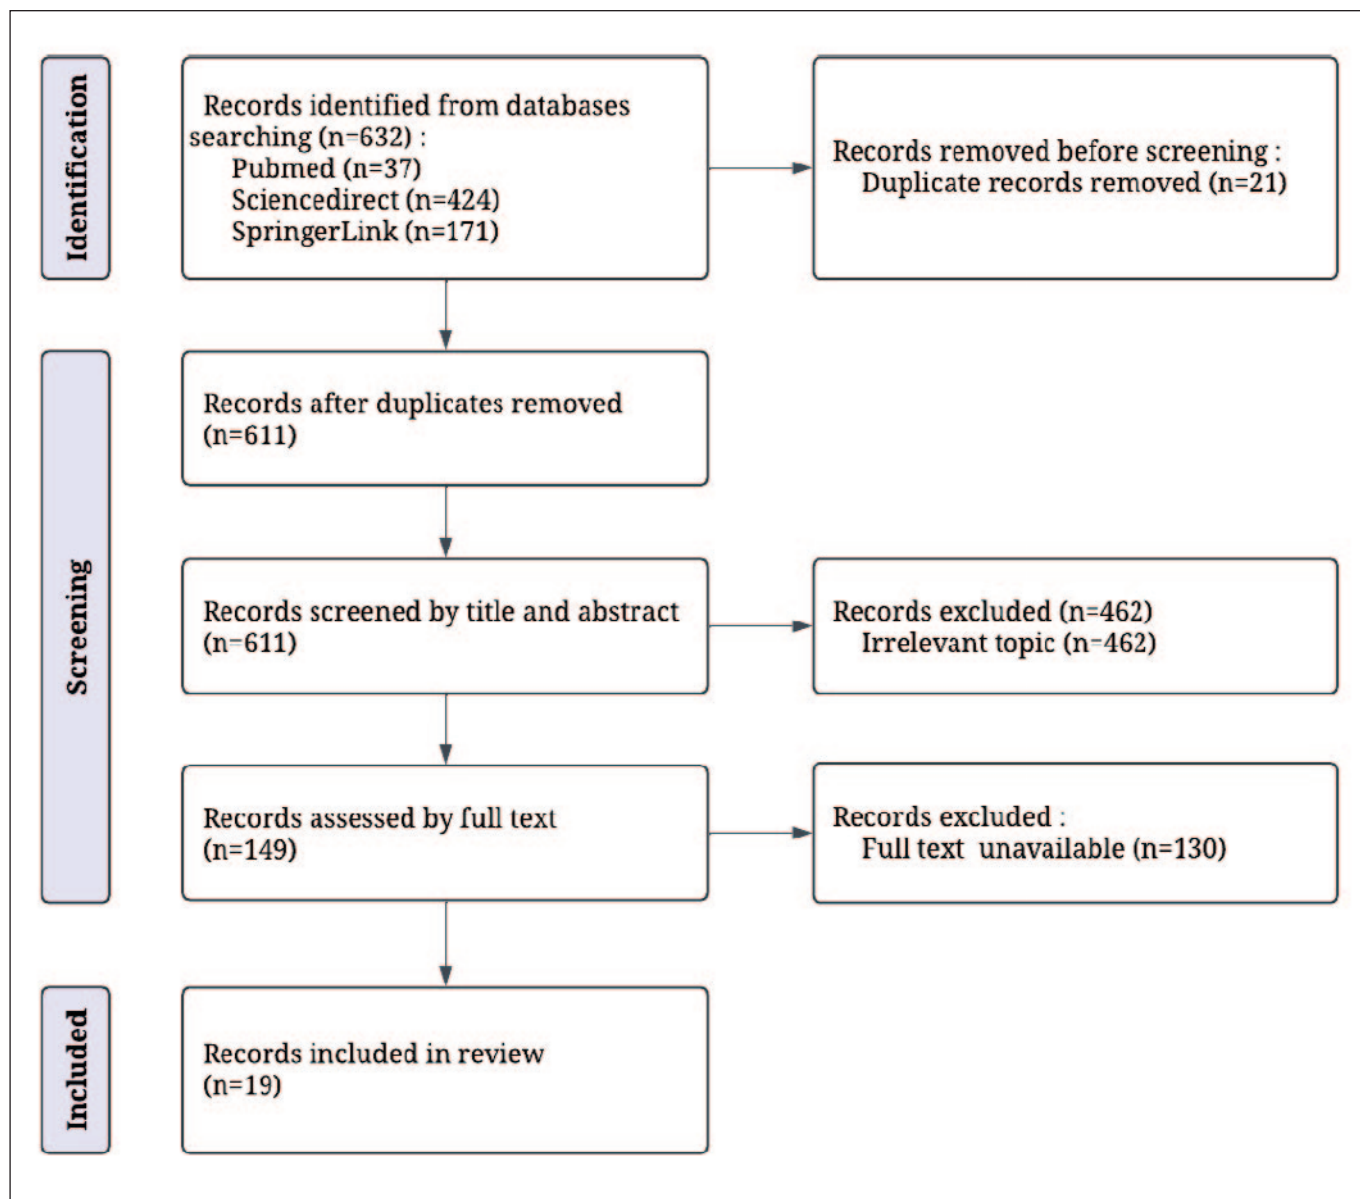 Identification
Records identified from databases
searching (n=632) :
Pubmed (n=37)
Sciencedirect (n=424)
SpringerLink (n=171)
Records removed before screening :
Duplicate records removed (n=21)
Screening
Records after duplicates removed
(n=611)
Records screened by title and abstract
(n=611)
Records excluded (n=462)
Irrelevant topic (n=462)
Records assessed by full text
(n=149)
Records excluded :
Full text unavailable (n=130)
Included
Records included in review
(n=19)